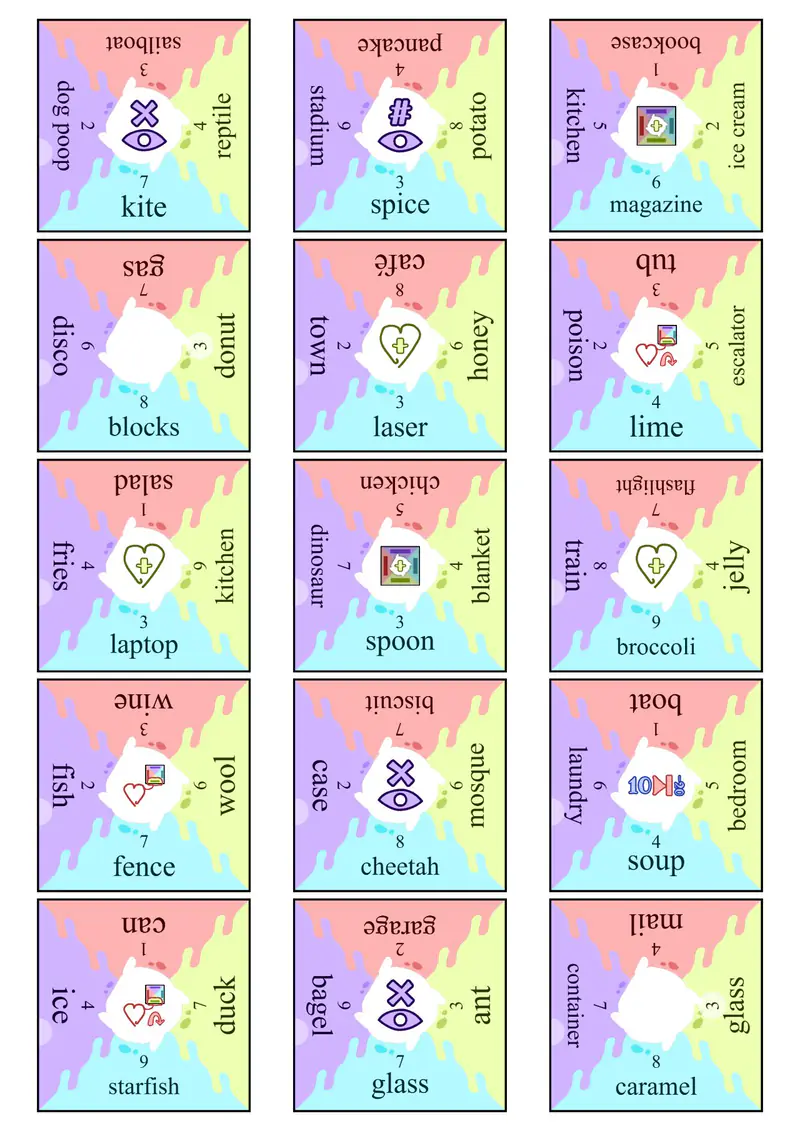 sailboat
3
dog poop
2
4
reptile
7
kite
pancake
4
stadium
9
#
8
potato
3
spice
bookcase
1
kitchen
5
2
ice cream
6
magazine
gas
7
disco
6
3
donut
8
blocks
café
8
town
2
6
honey
3
laser
tub
3
poison
2
5
escalator
4
lime
salad
1
fries
4
9
kitchen
3
laptop
chicken
5
dinosaur
7
4
blanket
3
spoon
flashlight
7
train
8
4
jelly
9
broccoli
wine
3
fish
2
6
wool
7
fence
biscuit
7
case
2
6
mosque
8
cheetah
boat
1
laundry
6
10
5
bedroom
4
soup
can
1
ice
4
7
duck
9
starfish
garage
2
bagel
9
3
ant
7
glass
mail
4
container
7
3
glass
8
caramel